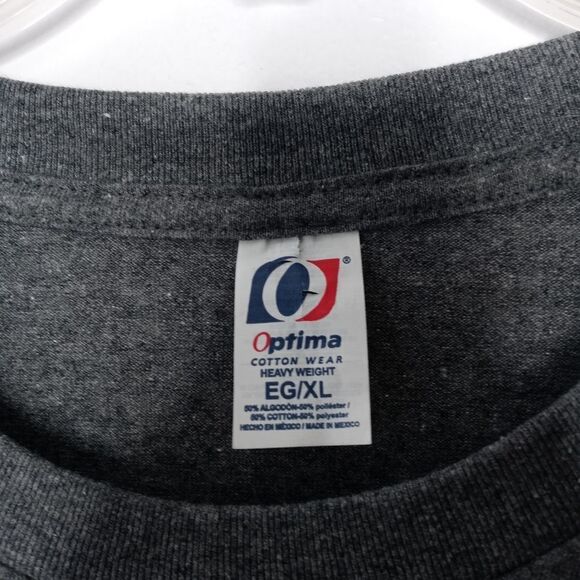 ®
Optima
COTTON WEAR
HEAVY WEIGHT
EG/XL
50% ALGODÓN-50% poliéster /
50% COTTON-50% polyester
HECHO EN MÉXICO / MADE IN MEXICO